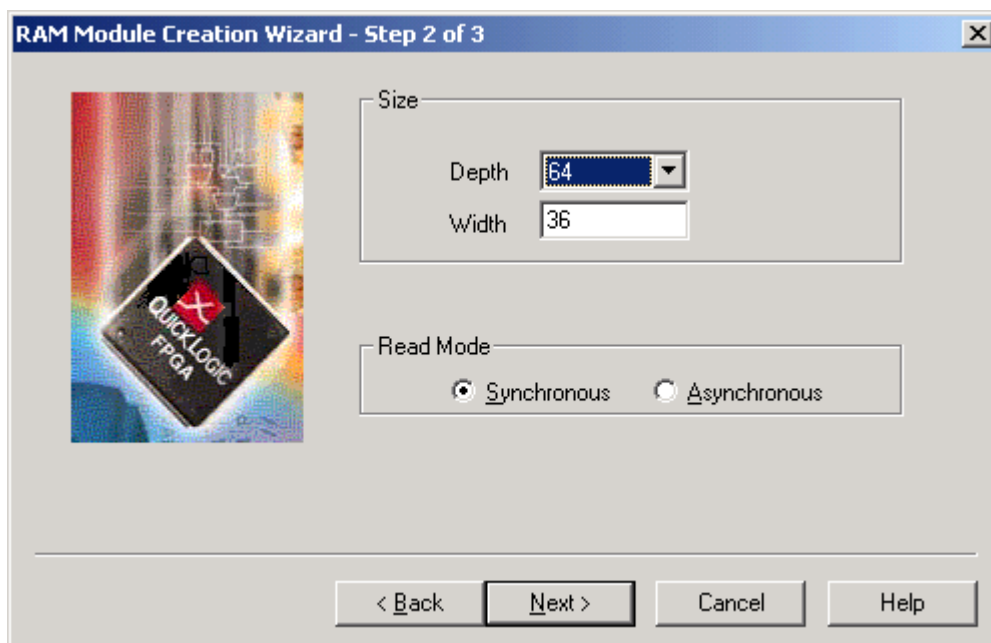 RAM Module Creation Wizard - Step 2 of 3
Size
Depth 64
Width 36
QUICKLOGIC
FPGA
Read Mode
Synchronous Asynchronous
< Back Next > Cancel Help